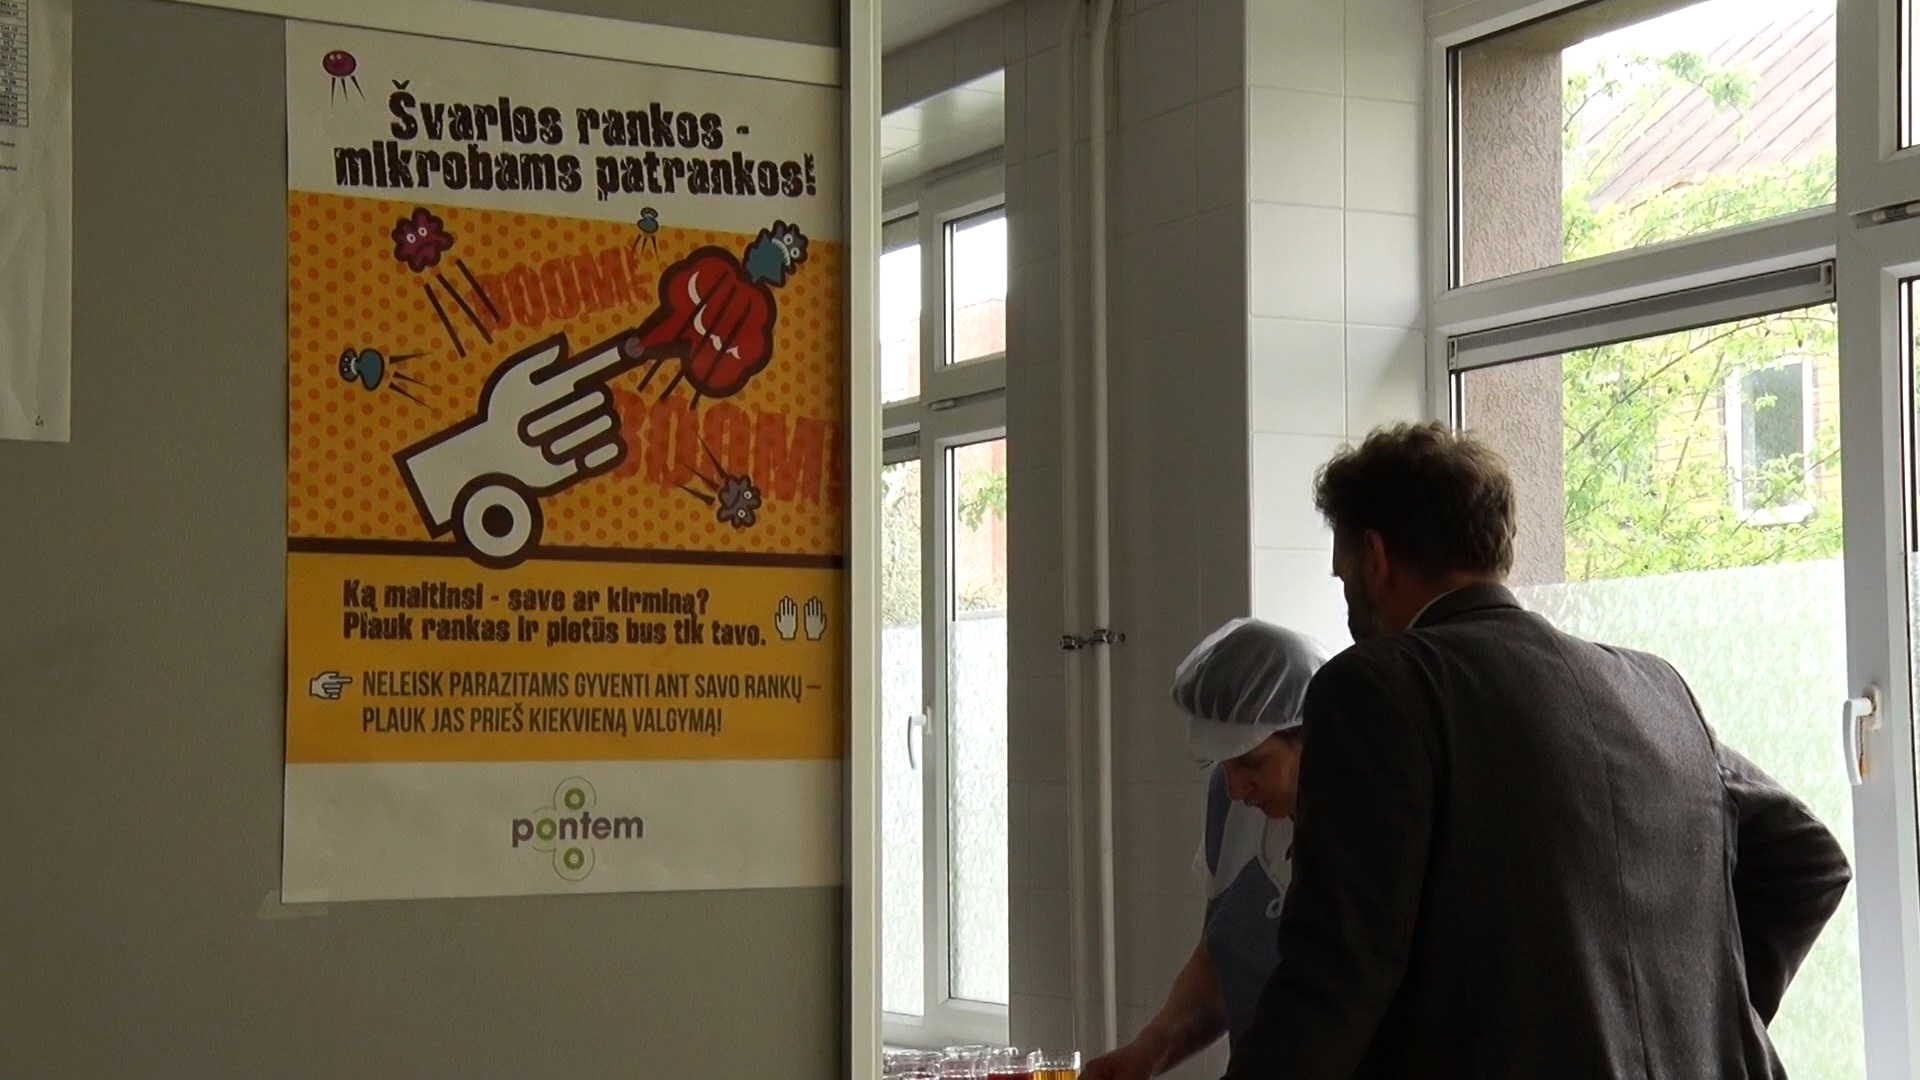 Švarios rankos -
mikrobams patrankos!
BOOM!
BOOM!
Ką maitinsi - save ar kirminą?
Plauk rankas ir pietūs bus tik tavo.
NELEISK PARAZITAMS GYVENTI ANT SAVO RANKŲ –
PLAUK JAS PRIEŠ KIEKVIENĄ VALGYMĄ!
pontem